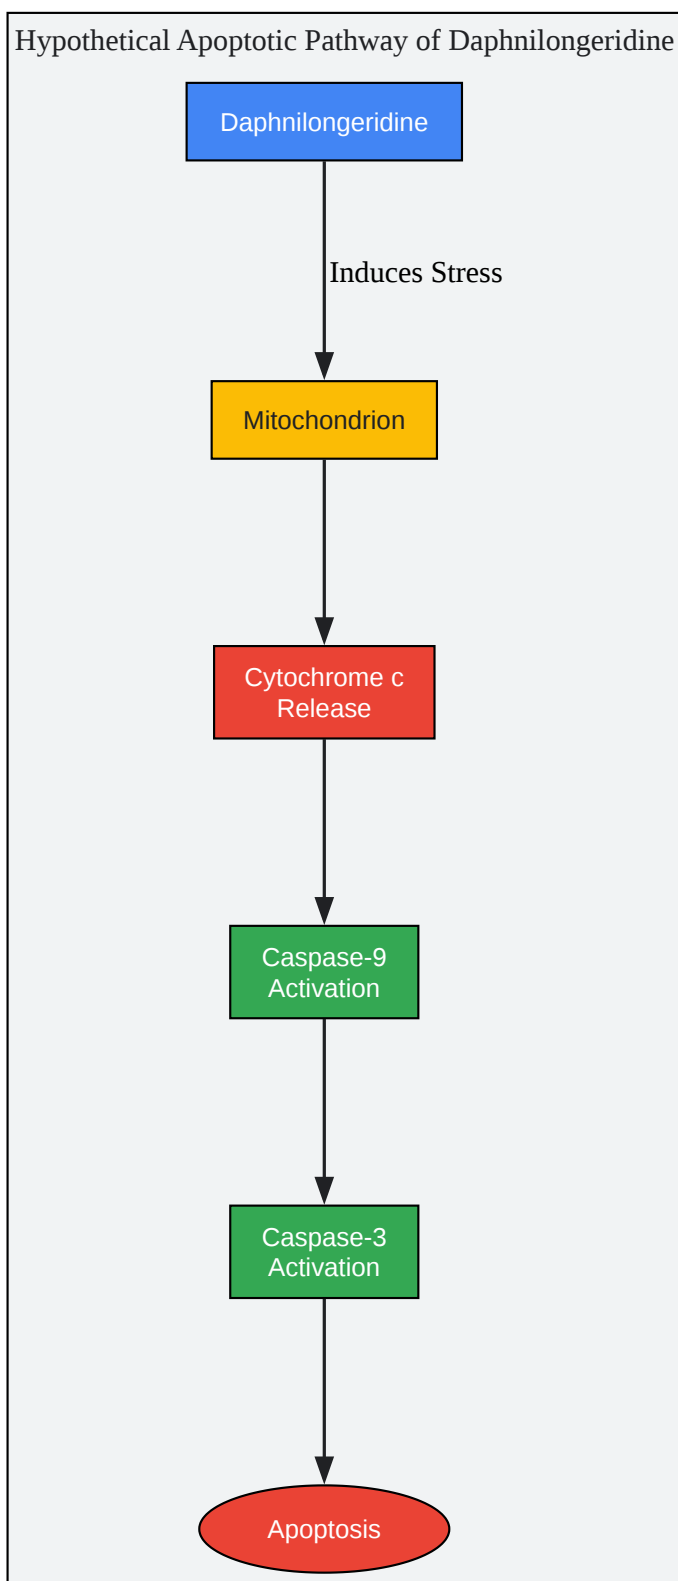 Hypothetical Apoptotic Pathway of Daphnilongeridine
Daphnilongeridine
Induces Stress
Mitochondrion
Cytochrome c
Release
Caspase-9
Activation
Caspase-3
Activation
Apoptosis